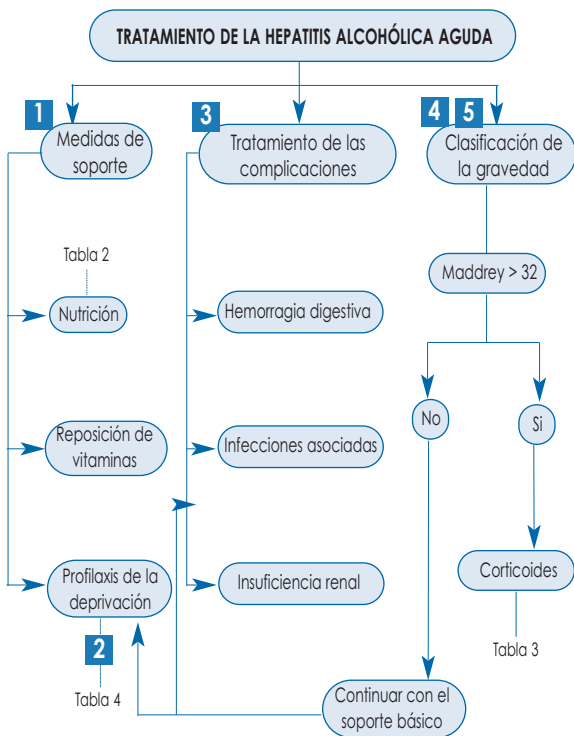 TRATAMIENTO DE LA HEPATITIS ALCOHÓLICA AGUDA
1
Medidas de
soporte
3
Tratamiento de las
complicaciones
4 5
Clasificación de
la gravedad
Tabla 2
Nutrición
Hemorragia digestiva
Maddrey > 32
No
Si
Reposición de
vitaminas
Infecciones asociadas
Profilaxis de la
deprivación
Insuficiencia renal
Corticoides
2
Tabla 4
Tabla 3
Continuar con el
soporte básico